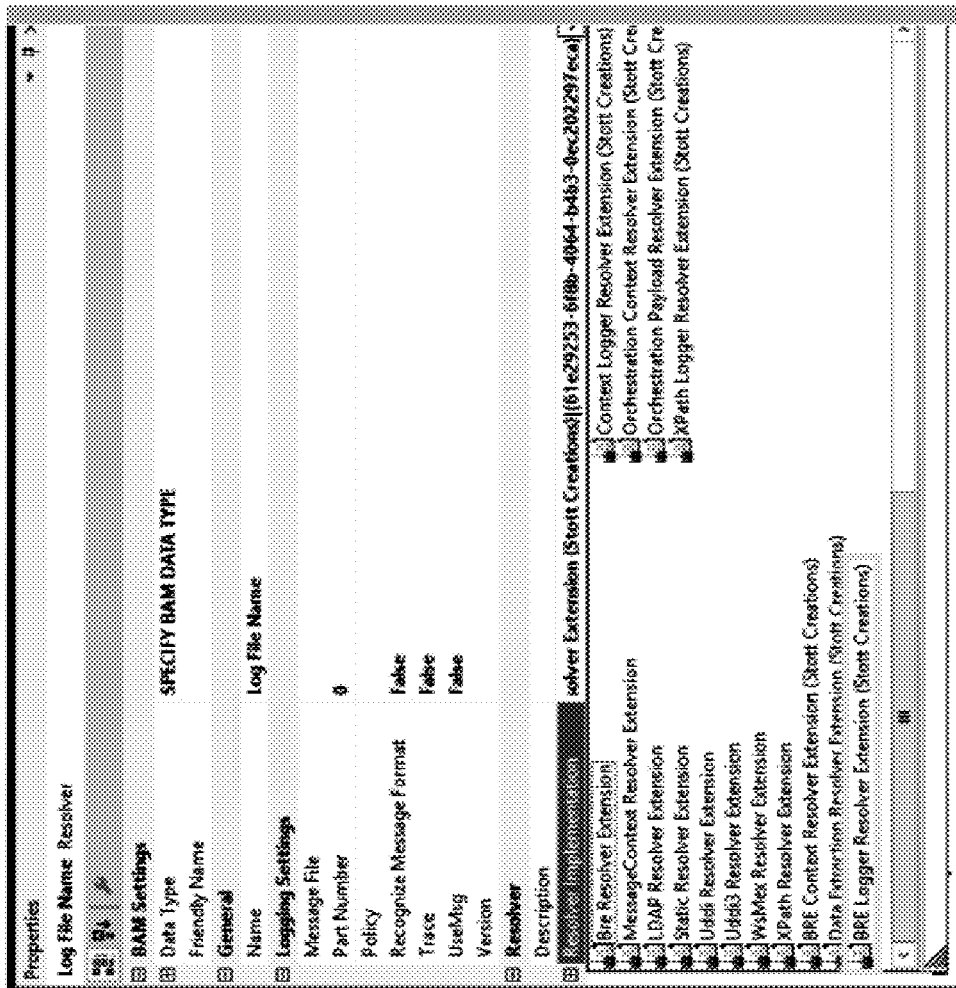 Properties
Log File Name Resolver
BAM Settings
Data Type SPECIFY BAM DATA TYPE
Friendly Name
General
Name Log File Name
Logging Settings
Message File
Part Number 0
Policy
Recognize Message Format False
Trace False
UseMsg False
Version
Resolver
Description
solver Extension (Stott Creations)|{61e29253-6f8b-4064-b4b3-0ec202297eca}
Bre Resolver Extension
MessageContext Resolver Extension
LDAP Resolver Extension
Static Resolver Extension
Uddi Resolver Extension
Uddi3 Resolver Extension
WsMex Resolver Extension
XPath Resolver Extension
BRE Context Resolver Extension (Stott Creations)
Data Extraction Resolver Extension (Stott Creations)
BRE Logger Resolver Extension (Stott Creations)
Context Logger Resolver Extension (Stott Creations)
Orchestration Context Resolver Extension (Stott Cre
Orchestration Payload Resolver Extension (Stott Cre
XPath Logger Resolver Extension (Stott Creations)